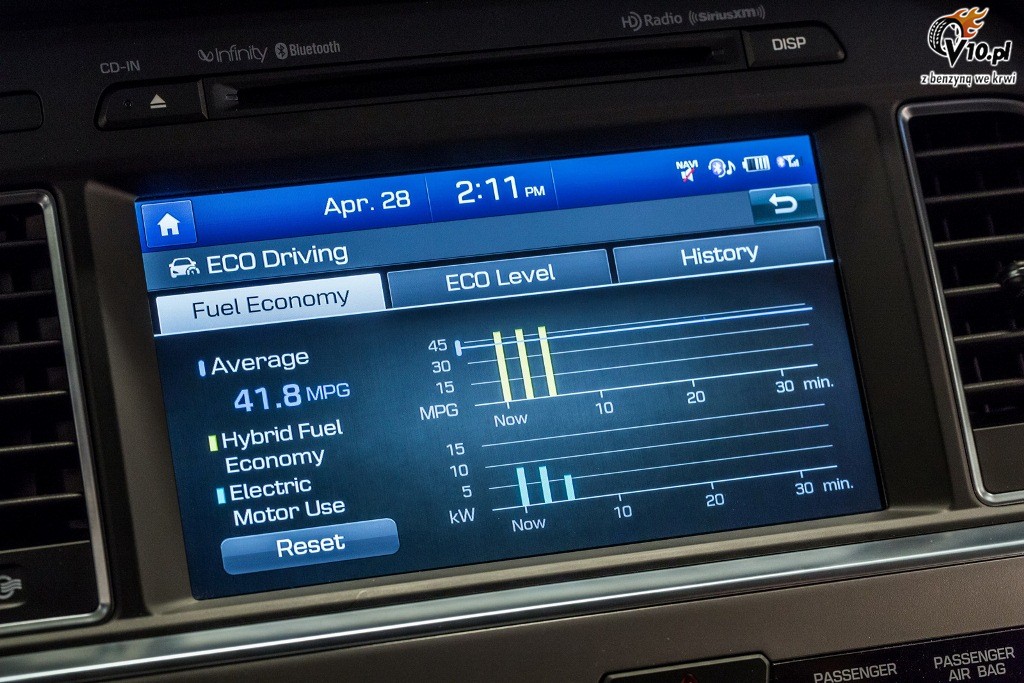 HD Radio ((SiriusXM))
V10.pl
z benzyną we krwi
CD-IN
infinity Bluetooth
DISP
Apr. 28
2:11 PM
NAVI
ECO Driving
Fuel Economy
ECO Level
History
Average
41.8 MPG
Hybrid Fuel
Economy
Electric
Motor Use
Reset
45
30
15
MPG
Now
10
20
30 min.
15
10
5
kW
Now
10
20
30 min.
PASSENGER
PASSENGER
AIR BAG